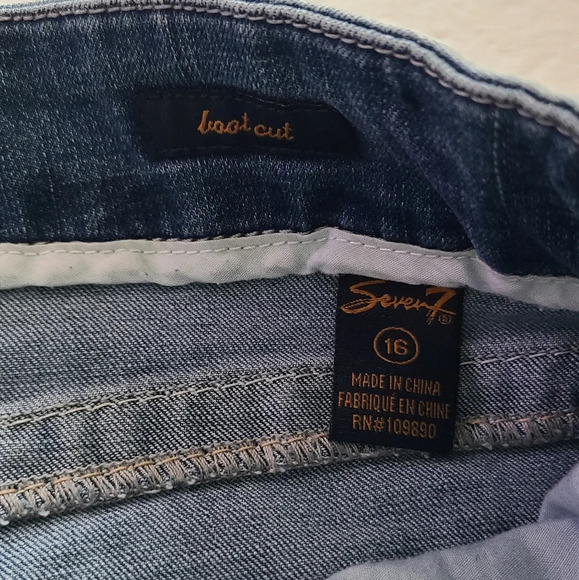 boot cut
Seven7®
16
MADE IN CHINA
FABRIQUÉ EN CHINE
RN#109890